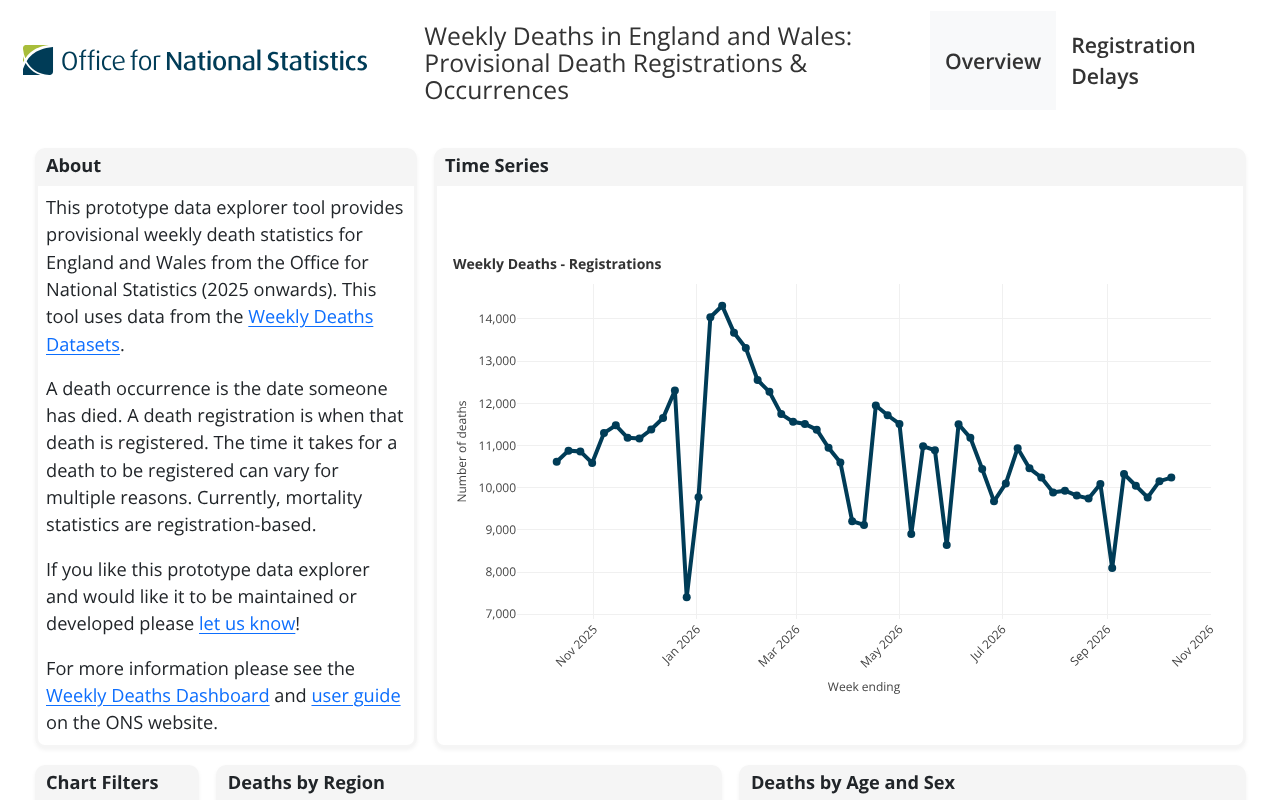 Office for National Statistics
Weekly Deaths in England and Wales:
Provisional Death Registrations &
Occurrences
Overview
Registration
Delays
About
This prototype data explorer tool provides
provisional weekly death statistics for
England and Wales from the Office for
National Statistics (2025 onwards). This
tool uses data from the Weekly Deaths
Datasets.
A death occurrence is the date someone
has died. A death registration is when that
death is registered. The time it takes for a
death to be registered can vary for
multiple reasons. Currently, mortality
statistics are registration-based.
If you like this prototype data explorer
and would like it to be maintained or
developed please let us know!
For more information please see the
Weekly Deaths Dashboard and user guide
on the ONS website.
Time Series
Weekly Deaths - Registrations
Number of deaths
14,000
13,000
12,000
11,000
10,000
9,000
8,000
7,000
Nov 2025
Jan 2026
Mar 2026
May 2026
Jul 2026
Sep 2026
Nov 2026
Week ending
Chart Filters
Deaths by Region
Deaths by Age and Sex